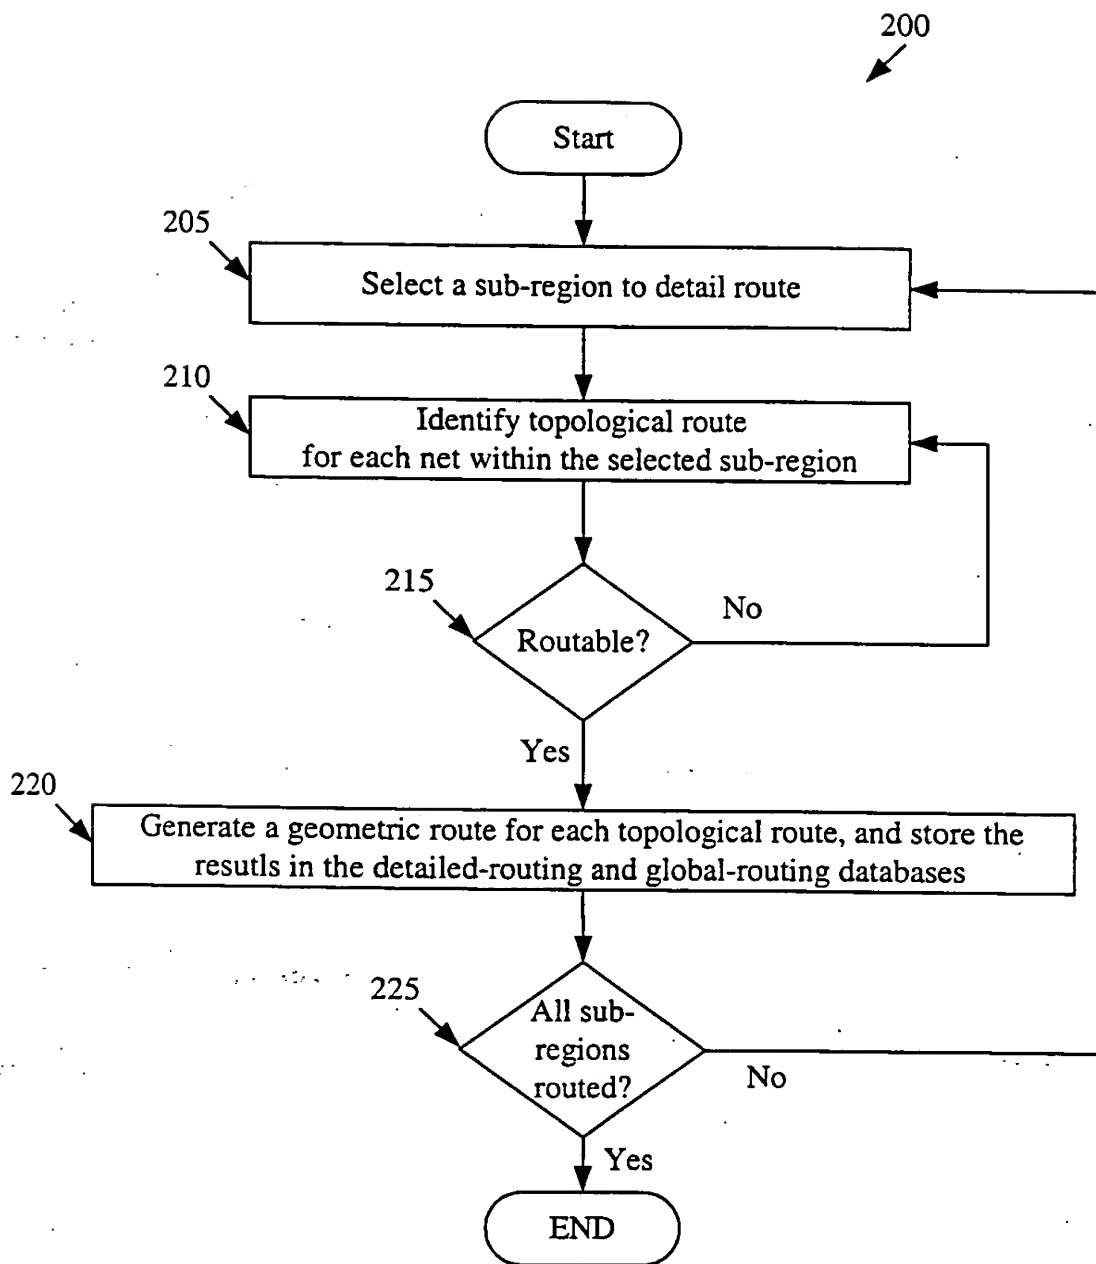 200
Start
205
Select a sub-region to detail route
210
Identify topological route
for each net within the selected sub-region
215
Routable?
No
Yes
220
Generate a geometric route for each topological route, and store the
resutls in the detailed-routing and global-routing databases
225
All sub-
regions
routed?
No
Yes
END